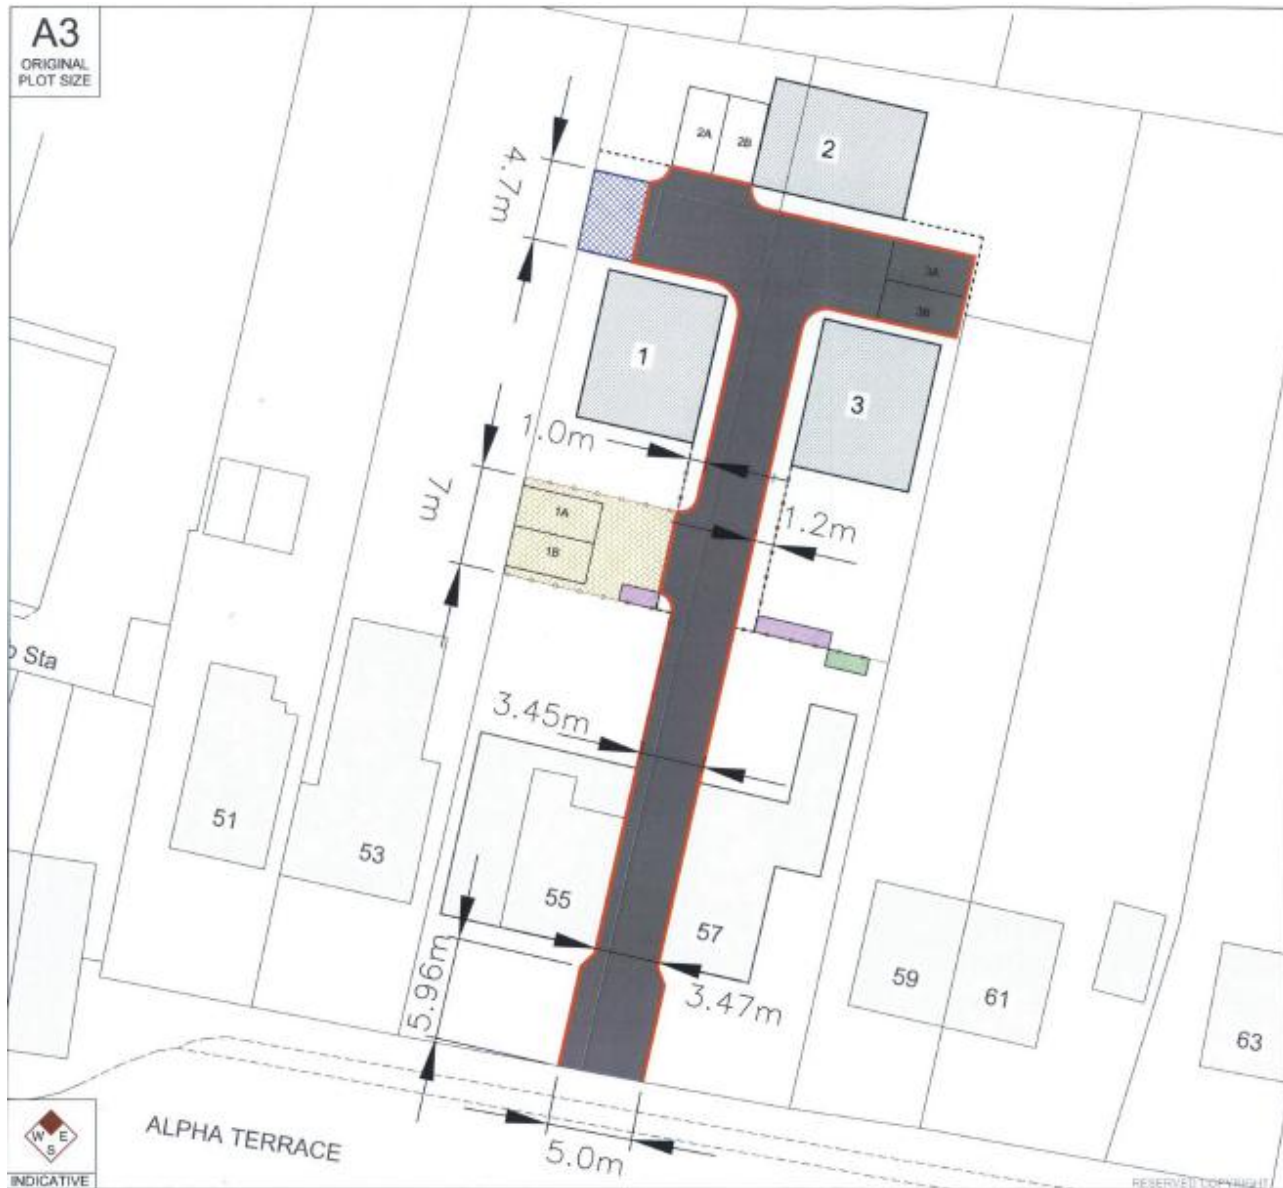 A3
ORIGINAL
PLOT SIZE
2A
2B
2
4.7m
3A
3B
1
3
1.0m
7m
1A
1B
1.2m
Sta
3.45m
51
53
55
57
5.96m
3.47m
59
61
63
ALPHA TERRACE
5.0m
W E
S
INDICATIVE
RESERVED COPYRIGHT